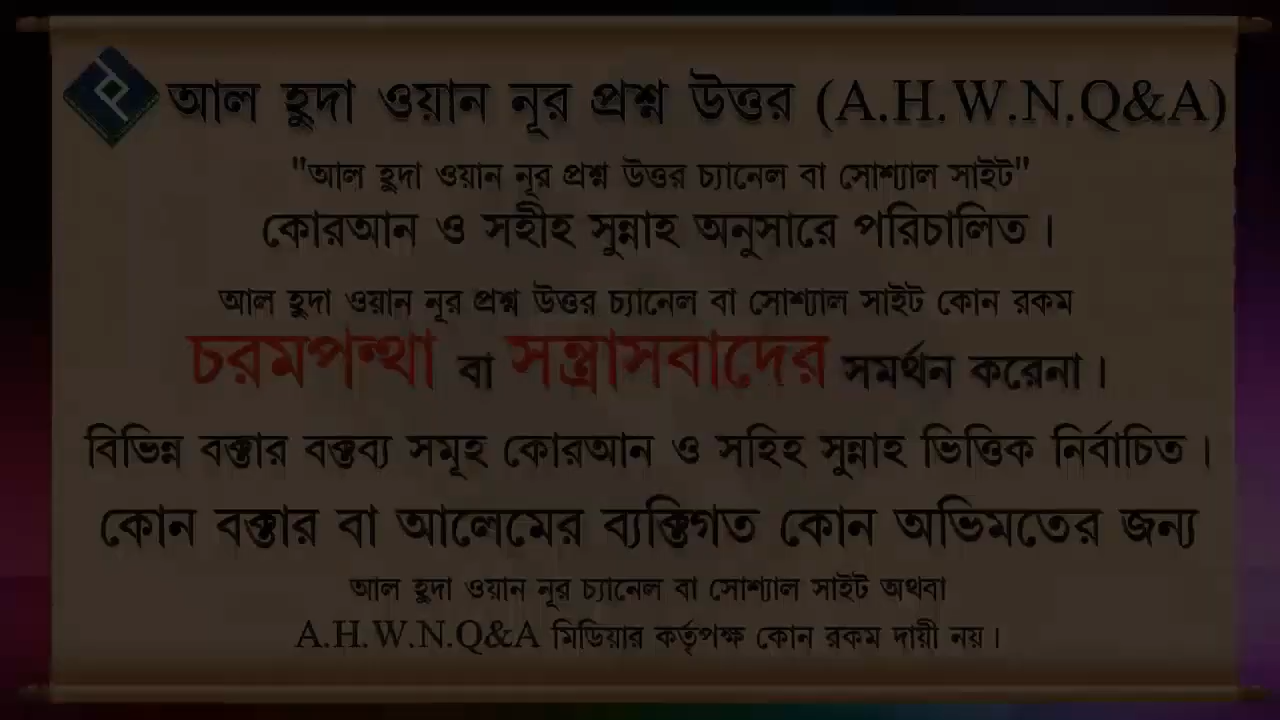 আল হুদা ওয়ান নূর প্রশ্ন উত্তর (A.H.W.N.Q&A)
"আল হুদা ওয়ান নূর প্রশ্ন উত্তর চ্যানেল বা সোশ্যাল সাইট"
কোরআন ও সহীহ সুন্নাহ অনুসারে পরিচালিত।
আল হুদা ওয়ান নূর প্রশ্ন উত্তর চ্যানেল বা সোশ্যাল সাইট কোন রকম
চরমপন্থা বা সন্ত্রাসবাদের সমর্থন করেনা।
বিভিন্ন বক্তার বক্তব্য সমূহ কোরআন ও সহিহ সুন্নাহ ভিত্তিক নির্বাচিত।
কোন বক্তার বা আলেমের ব্যক্তিগত কোন অভিমতের জন্য
আল হুদা ওয়ান নূর চ্যানেল বা সোশ্যাল সাইট অথবা
A.H.W.N.Q&A মিডিয়ার কর্তৃপক্ষ কোন রকম দায়ী নয়।